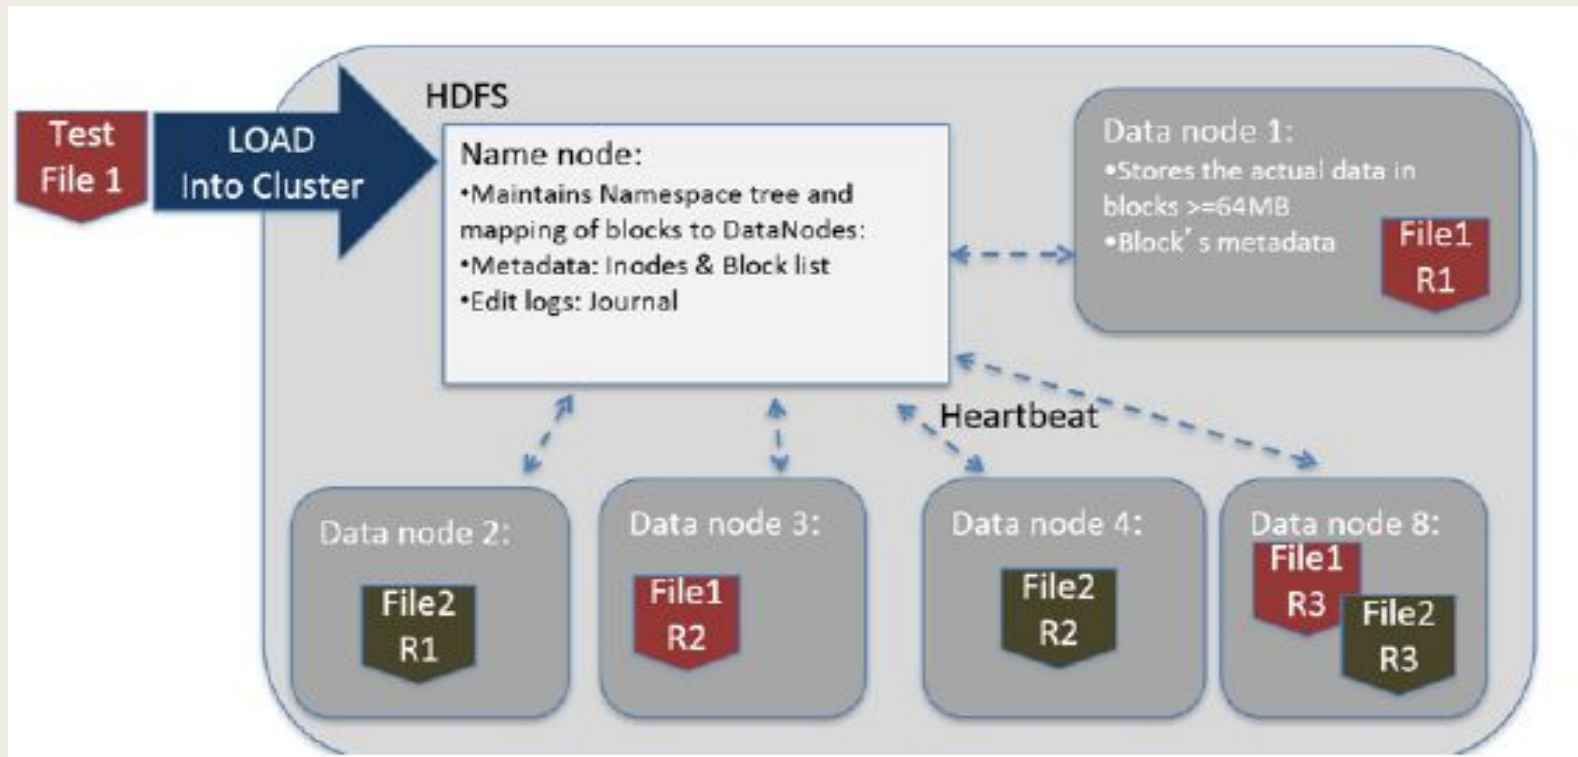 Test
File 1
LOAD
Into Cluster
HDFS
Name node:
•Maintains Namespace tree and
mapping of blocks to DataNodes:
•Metadata: Inodes & Block list
•Edit logs: Journal
Data node 1:
•Stores the actual data in
blocks >=64MB
•Block's metadata
File1
R1
Heartbeat
Data node 2:
File2
R1
Data node 3:
File1
R2
Data node 4:
File2
R2
Data node 8:
File1
R3
File2
R3